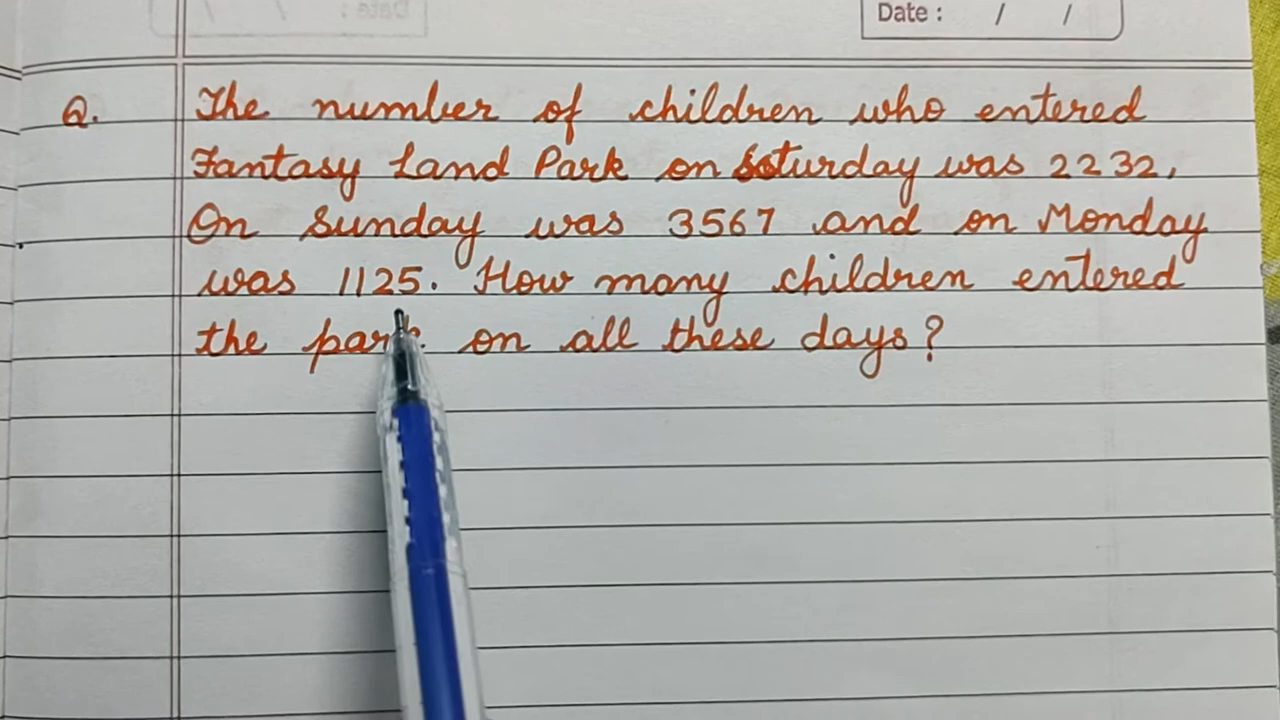 Date : / /
Q. The number of children who entered
Fantasy Land Park on Saturday was 2232,
On Sunday was 3567 and on Monday
was 1125. How many children entered
the park on all these days?